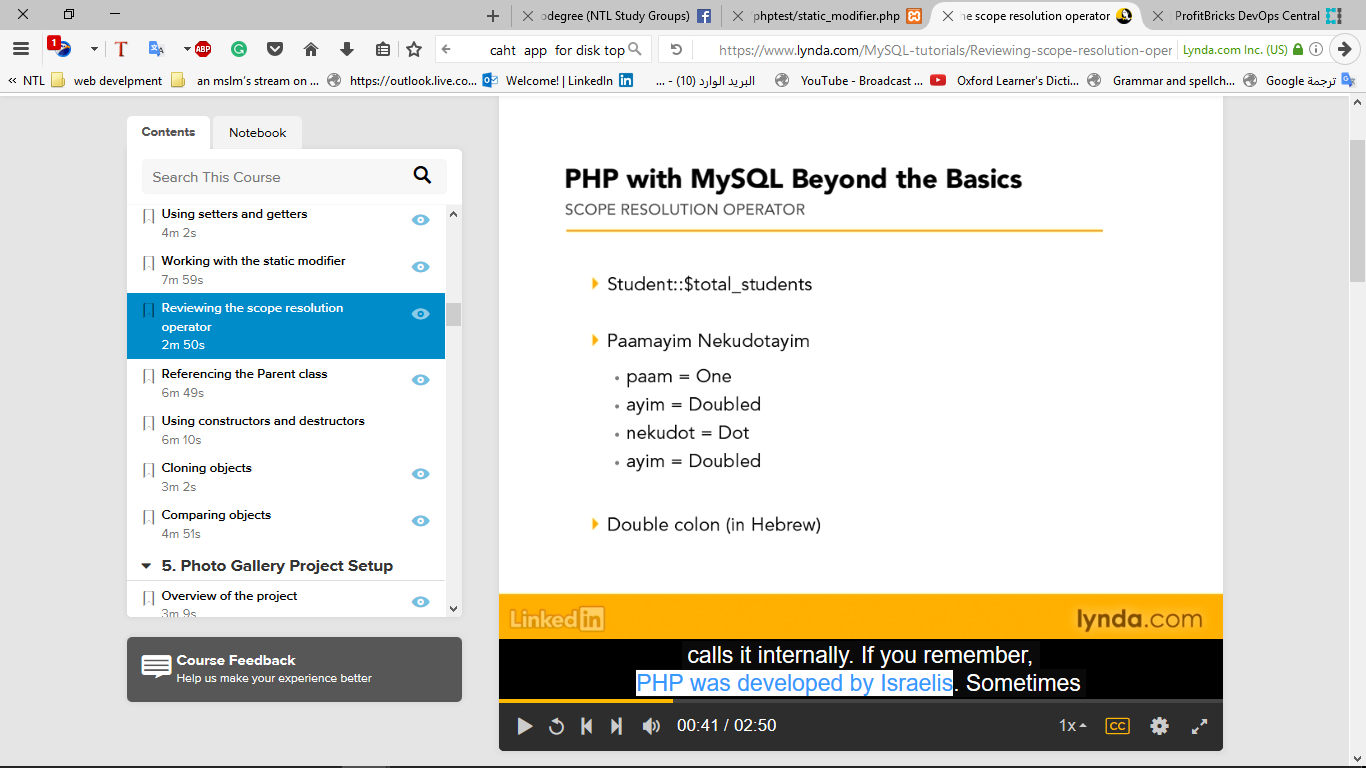 :degree (NTL Study Groups)
'phptest/static_modifier.php
ne scope resolution operator
ProfitBricks DevOps Central
1
T
ABP
caht app for disk top
https://www.lynda.com/MySQL-tutorials/Reviewing-scope-resolution-oper
Lynda.com Inc. (US)
« NTL
web develpment
an mslm's stream on ...
https://outlook.live.co...
Welcome! | LinkedIn
... - (10) البريد الوارد
YouTube - Broadcast ...
Oxford Learner's Dicti...
Grammar and spellch...
ترجمة Google
Contents
Notebook
Search This Course
Using setters and getters
4m 2s
Working with the static modifier
7m 59s
Reviewing the scope resolution
operator
2m 50s
Referencing the Parent class
6m 49s
Using constructors and destructors
6m 10s
Cloning objects
3m 2s
Comparing objects
4m 51s
5. Photo Gallery Project Setup
Overview of the project
3m 9s
Course Feedback
Help us make your experience better
PHP with MySQL Beyond the Basics
SCOPE RESOLUTION OPERATOR
Student::$total_students
Paamayim Nekudotayim
• paam = One
• ayim = Doubled
• nekudot = Dot
• ayim = Doubled
Double colon (in Hebrew)
Linked in
lynda.com
calls it internally. If you remember,
PHP was developed by Israelis. Sometimes
00:41 / 02:50
1x
CC